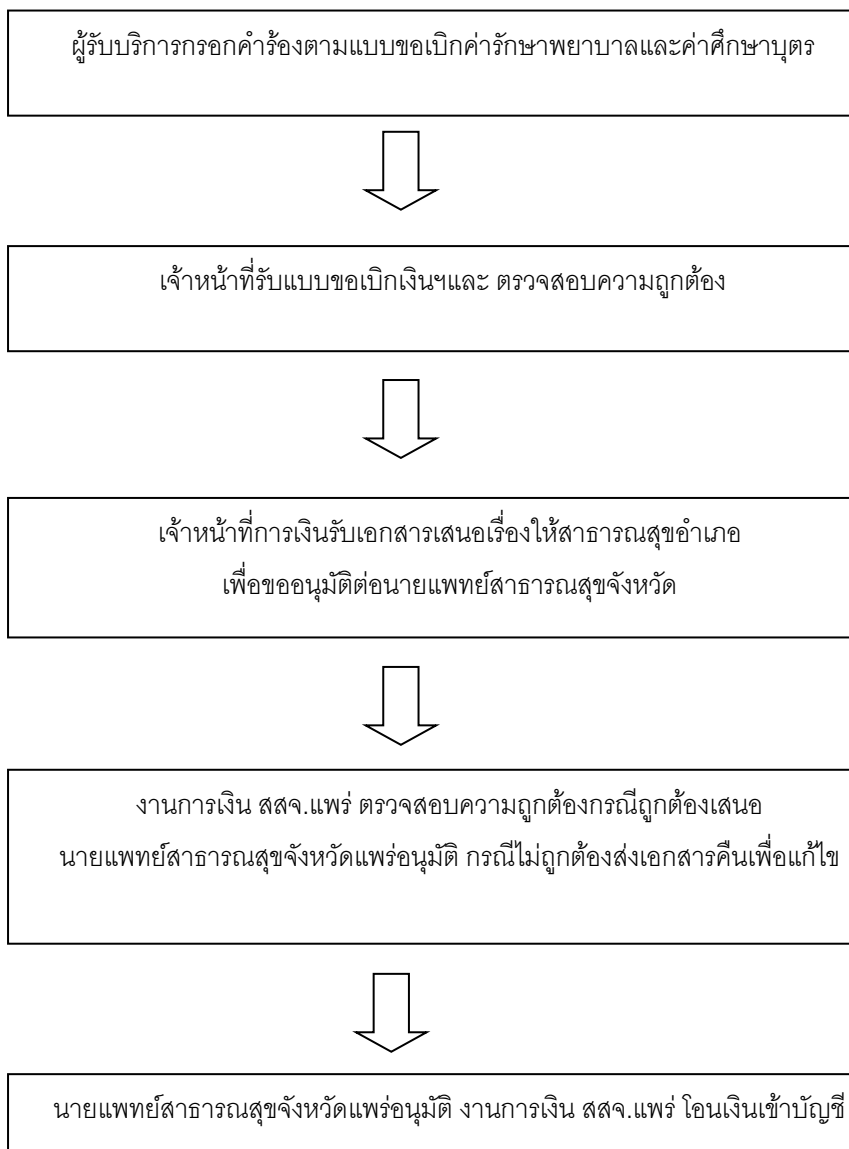 ผู้รับบริการกรอกคำร้องตามแบบขอเบิกค่ารักษาพยาบาลและค่าศึกษาบุตร
เจ้าหน้าที่รับแบบขอเบิกเงินฯและ ตรวจสอบความถูกต้อง
เจ้าหน้าที่การเงินรับเอกสารเสนอเรื่องให้สาธารณสุขอำเภอ
เพื่อขออนุมัติต่อนายแพทย์สาธารณสุขจังหวัด
งานการเงิน สสจ.แพร่ ตรวจสอบความถูกต้องกรณีถูกต้องเสนอ
นายแพทย์สาธารณสุขจังหวัดแพร่อนุมัติ กรณีไม่ถูกต้องส่งเอกสารคืนเพื่อแก้ไข
นายแพทย์สาธารณสุขจังหวัดแพร่อนุมัติ งานการเงิน สสจ.แพร่ โอนเงินเข้าบัญชี